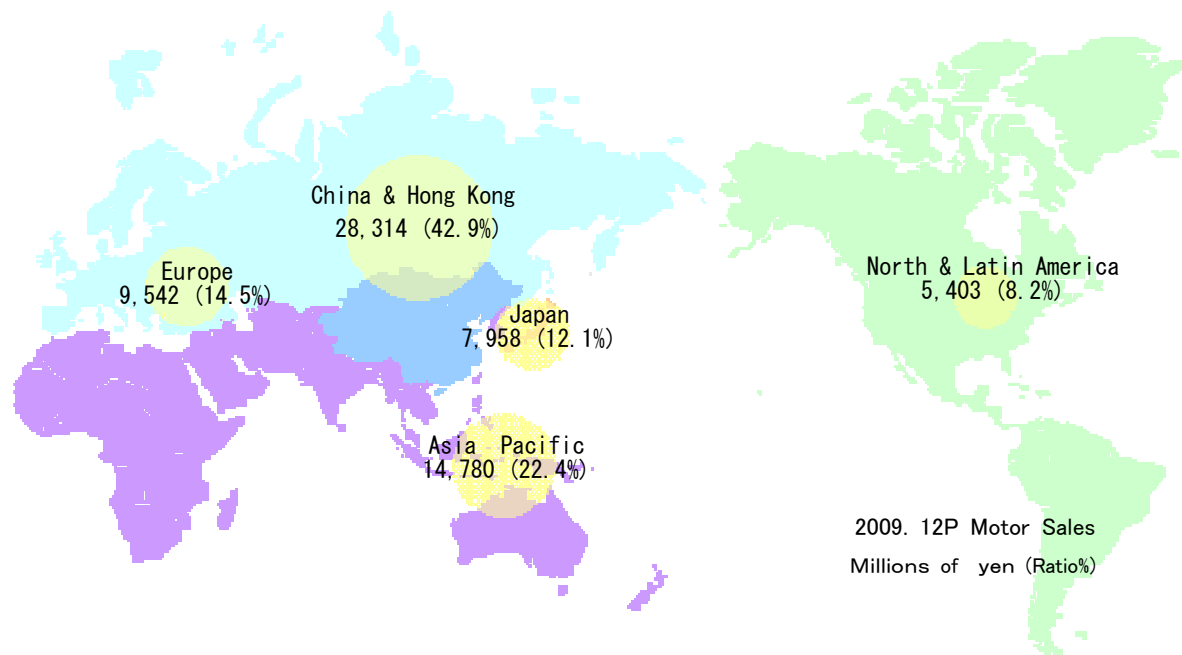 China & Hong Kong
28,314 (42.9%)
Europe
9,542 (14.5%)
North & Latin America
5,403 (8.2%)
Japan
7,958 (12.1%)
Asia Pacific
14,780 (22.4%)
2009. 12P Motor Sales
Millions of yen (Ratio%)